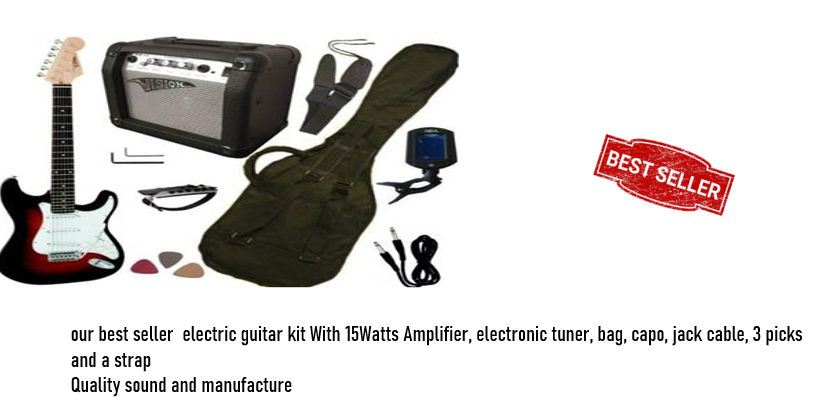 VISION
BEST SELLER
our best seller electric guitar kit With 15Watts Amplifier, electronic tuner, bag, capo, jack cable, 3 picks
and a strap
Quality sound and manufacture